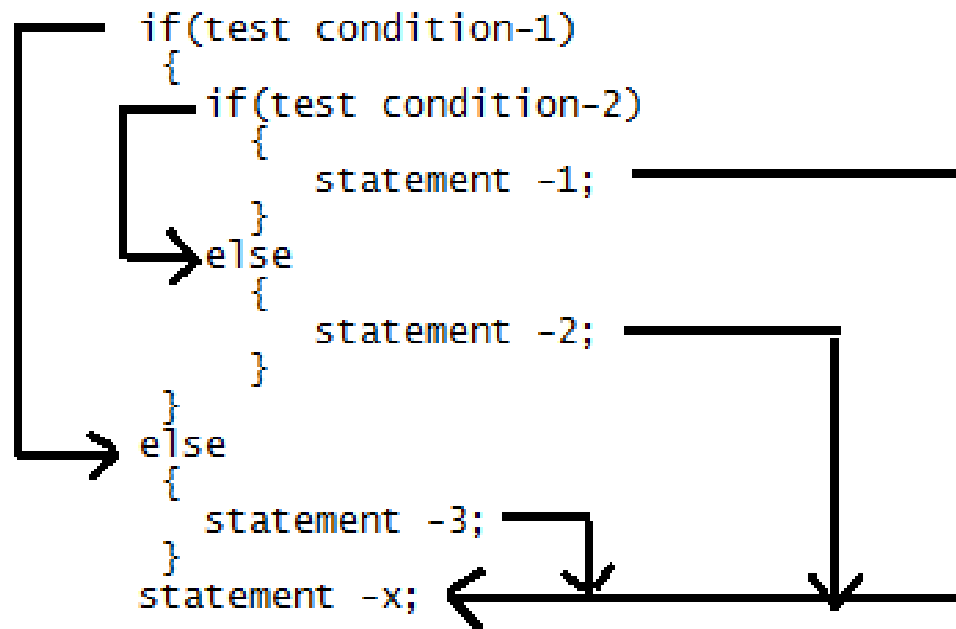 if(test condition-1)
{
if(test condition-2)
{
statement -1;
}
else
{
statement -2;
}
}
else
{
statement -3;
}
statement -x;